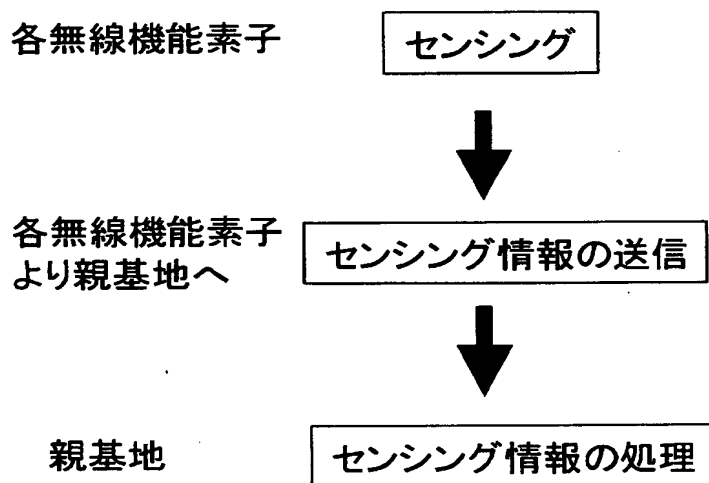 各無線機能素子
センシング
各無線機能素子
より親基地へ
センシング情報の送信
親基地
センシング情報の処理